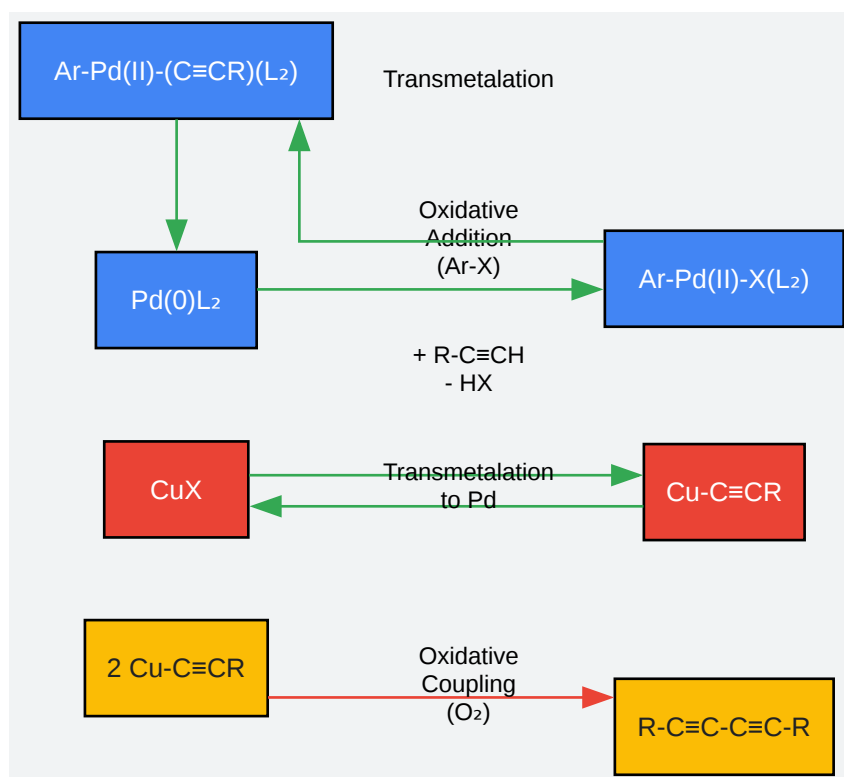 Ar-Pd(II)-(C≡CR)(L₂)
Transmetalation
Oxidative
Addition
(Ar-X)
Pd(0)L₂
Ar-Pd(II)-X(L₂)
+ R-C≡CH
- HX
CuX
Transmetalation
to Pd
Cu-C≡CR
2 Cu-C≡CR
Oxidative
Coupling
(O₂)
R-C≡C-C≡C-R